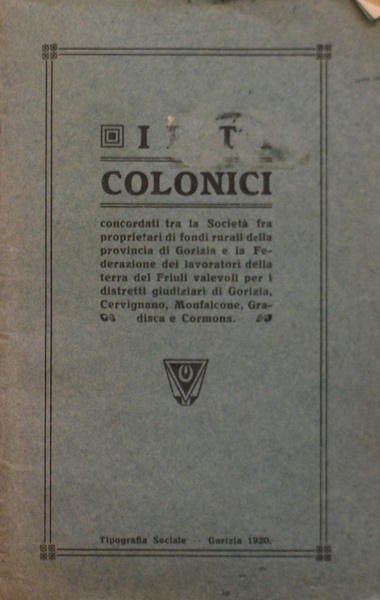 I
COLONICI
concordati tra la Società fra
proprietari di fondi rurali della
provincia di Gorizia e la Fe-
derazione dei lavoratori della
terra del Friuli valevoli per i
distretti giudiziari di Gorizia,
Cervignano, Monfalcone, Gra-
disca e Cormons.
Tipografia Sociale -- Gorizia 1920.